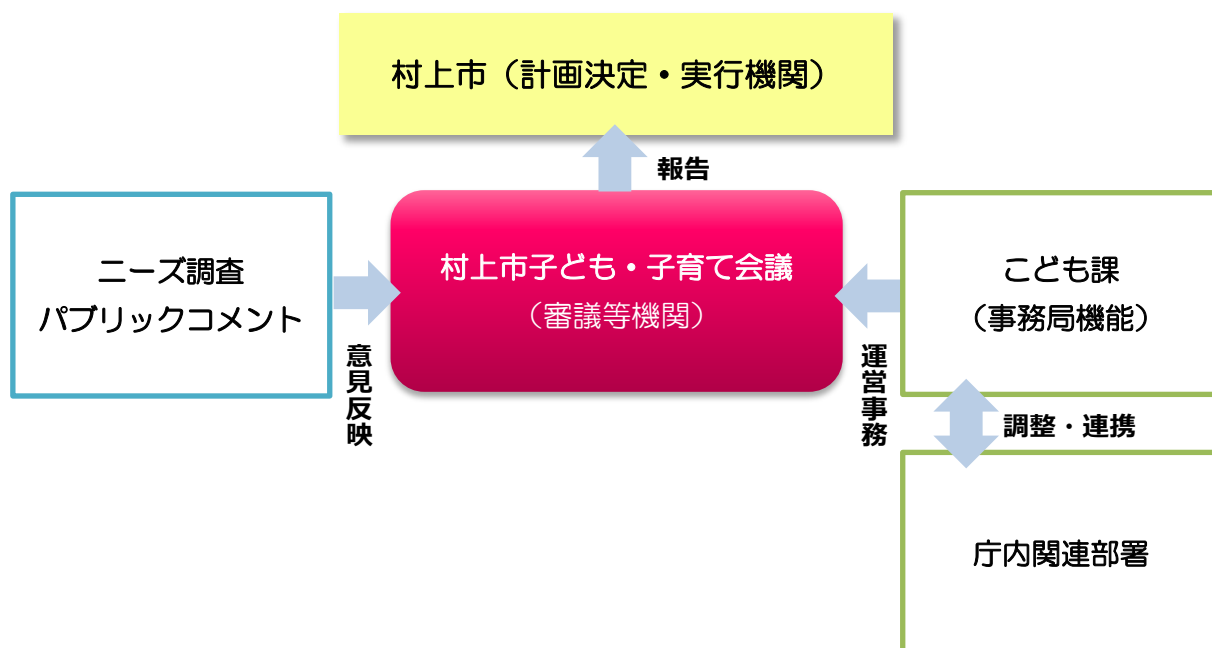 村上市（計画決定・実行機関）
報告
ニーズ調査
パブリックコメント
意見反映
村上市子ども・子育て会議
（審議等機関）
運営事務
こども課
（事務局機能）
調整・連携
庁内関連部署